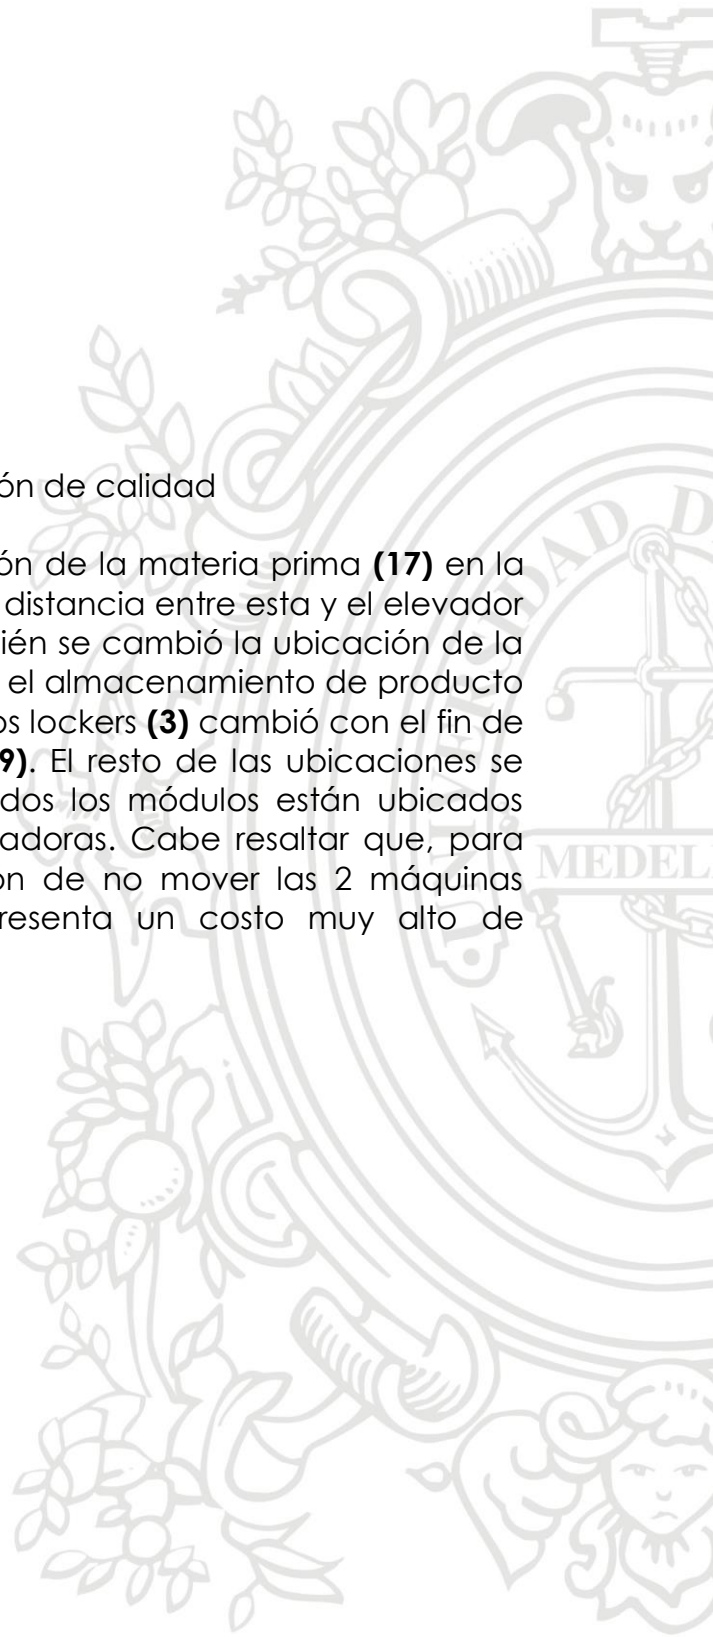 ón de calidad
ón de la materia prima (17) en la
distancia entre esta y el elevador
ién se cambió la ubicación de la
el almacenamiento de producto
os lockers (3) cambió con el fin de
9). El resto de las ubicaciones se
dos los módulos están ubicados
adoras. Cabe resaltar que, para
ón de no mover las 2 máquinas
presenta un costo muy alto de
MEDEL